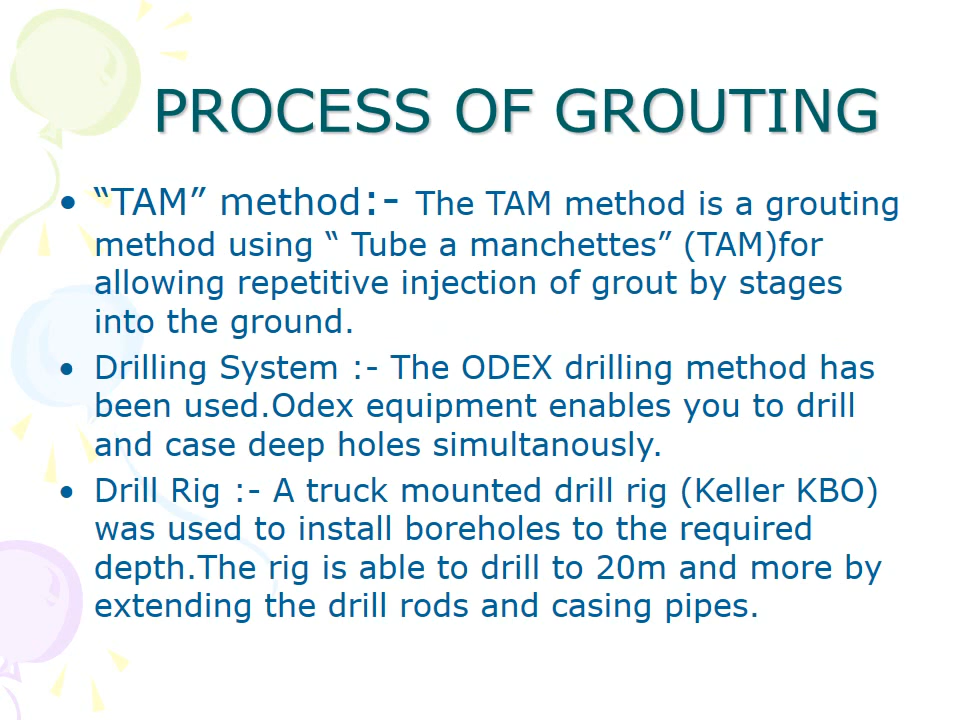 PROCESS OF GROUTING
• “TAM” method:- The TAM method is a grouting
method using “ Tube a manchettes” (TAM)for
allowing repetitive injection of grout by stages
into the ground.
• Drilling System :- The ODEX drilling method has
been used.Odex equipment enables you to drill
and case deep holes simultanously.
• Drill Rig :- A truck mounted drill rig (Keller KBO)
was used to install boreholes to the required
depth.The rig is able to drill to 20m and more by
extending the drill rods and casing pipes.